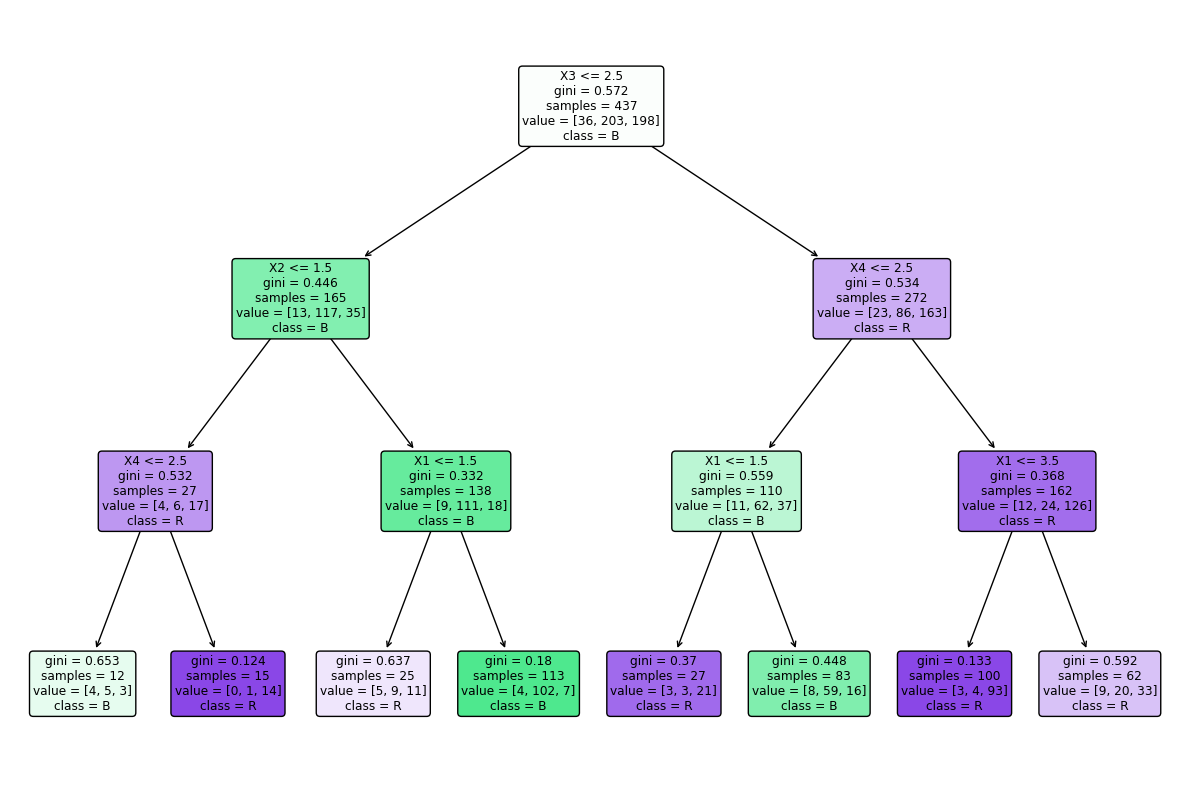 X3 <= 2.5
gini = 0.572
samples = 437
value = [36, 203, 198]
class = B
X2 <= 1.5
gini = 0.446
samples = 165
value = [13, 117, 35]
class = B
X4 <= 2.5
gini = 0.534
samples = 272
value = [23, 86, 163]
class = R
X4 <= 2.5
gini = 0.532
samples = 27
value = [4, 6, 17]
class = R
X1 <= 1.5
gini = 0.332
samples = 138
value = [9, 111, 18]
class = B
X1 <= 1.5
gini = 0.559
samples = 110
value = [11, 62, 37]
class = B
X1 <= 3.5
gini = 0.368
samples = 162
value = [12, 24, 126]
class = R
gini = 0.653
samples = 12
value = [4, 5, 3]
class = B
gini = 0.124
samples = 15
value = [0, 1, 14]
class = R
gini = 0.637
samples = 25
value = [5, 9, 11]
class = R
gini = 0.18
samples = 113
value = [4, 102, 7]
class = B
gini = 0.37
samples = 27
value = [3, 3, 21]
class = R
gini = 0.448
samples = 83
value = [8, 59, 16]
class = B
gini = 0.133
samples = 100
value = [3, 4, 93]
class = R
gini = 0.592
samples = 62
value = [9, 20, 33]
class = R